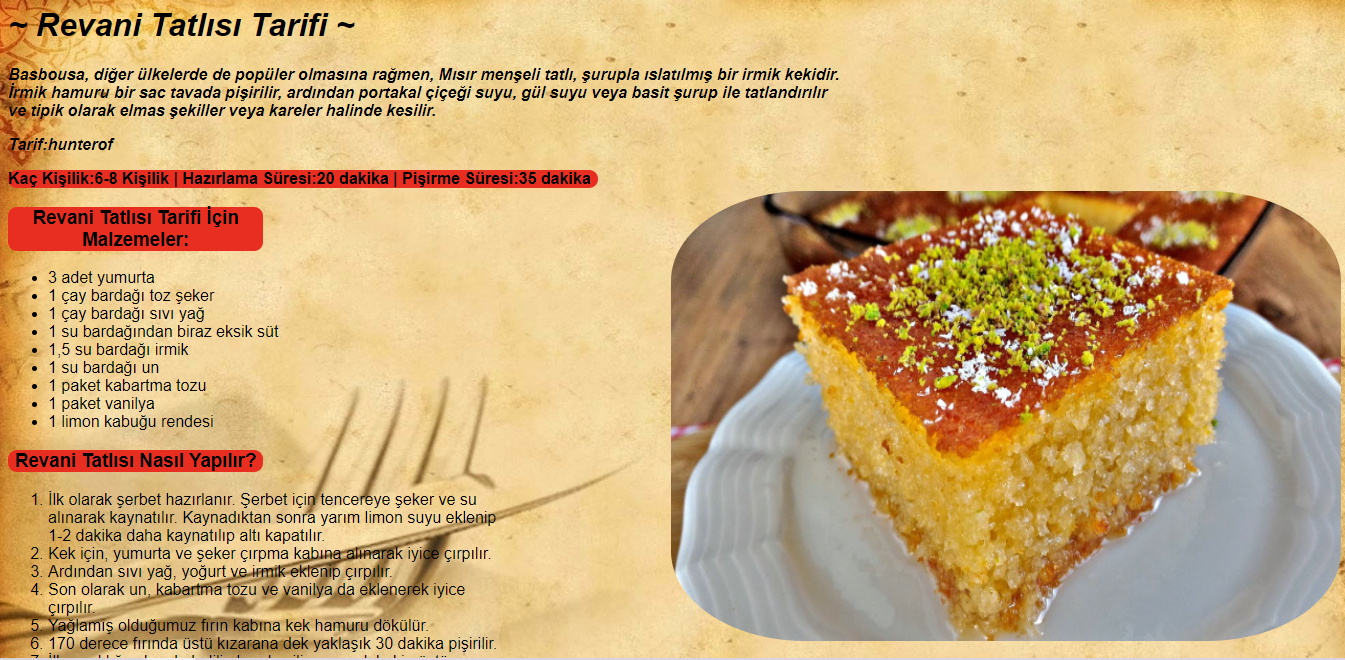 ~ Revani Tatlısı Tarifi ~
Basbousa, diğer ülkelerde de popüler olmasına rağmen, Mısır menşeli tatlı, şurupla ıslatılmış bir irmik kekidir.
İrmik hamuru bir sac tavada pişirilir, ardından portakal çiçeği suyu, gül suyu veya basit şurup ile tatlandırılır
ve tipik olarak elmas şekiller veya kareler halinde kesilir.
Tarif:hunterof
Kaç Kişilik:6-8 Kişilik | Hazırlama Süresi:20 dakika | Pişirme Süresi:35 dakika
Revani Tatlısı Tarifi İçin
Malzemeler:
3 adet yumurta
1 çay bardağı toz şeker
1 çay bardağı sıvı yağ
1 su bardağından biraz eksik süt
1,5 su bardağı irmik
1 su bardağı un
1 paket kabartma tozu
1 paket vanilya
1 limon kabuğu rendesi
Revani Tatlısı Nasıl Yapılır?
1. İlk olarak şerbet hazırlanır. Şerbet için tencereye şeker ve su
alınarak kaynatılır. Kaynadıktan sonra yarım limon suyu eklenip
1-2 dakika daha kaynatılıp altı kapatılır.
2. Kek için, yumurta ve şeker çırpma kabına alınarak iyice çırpılır.
3. Ardından sıvı yağ, yoğurt ve irmik eklenip çırpılır.
4. Son olarak un, kabartma tozu ve vanilya da eklenerek iyice
çırpılır.
5. Yağlamış olduğumuz fırın kabına kek hamuru dökülür.
6. 170 derece fırında üstü kızarana dek yaklaşık 30 dakika pişirilir.